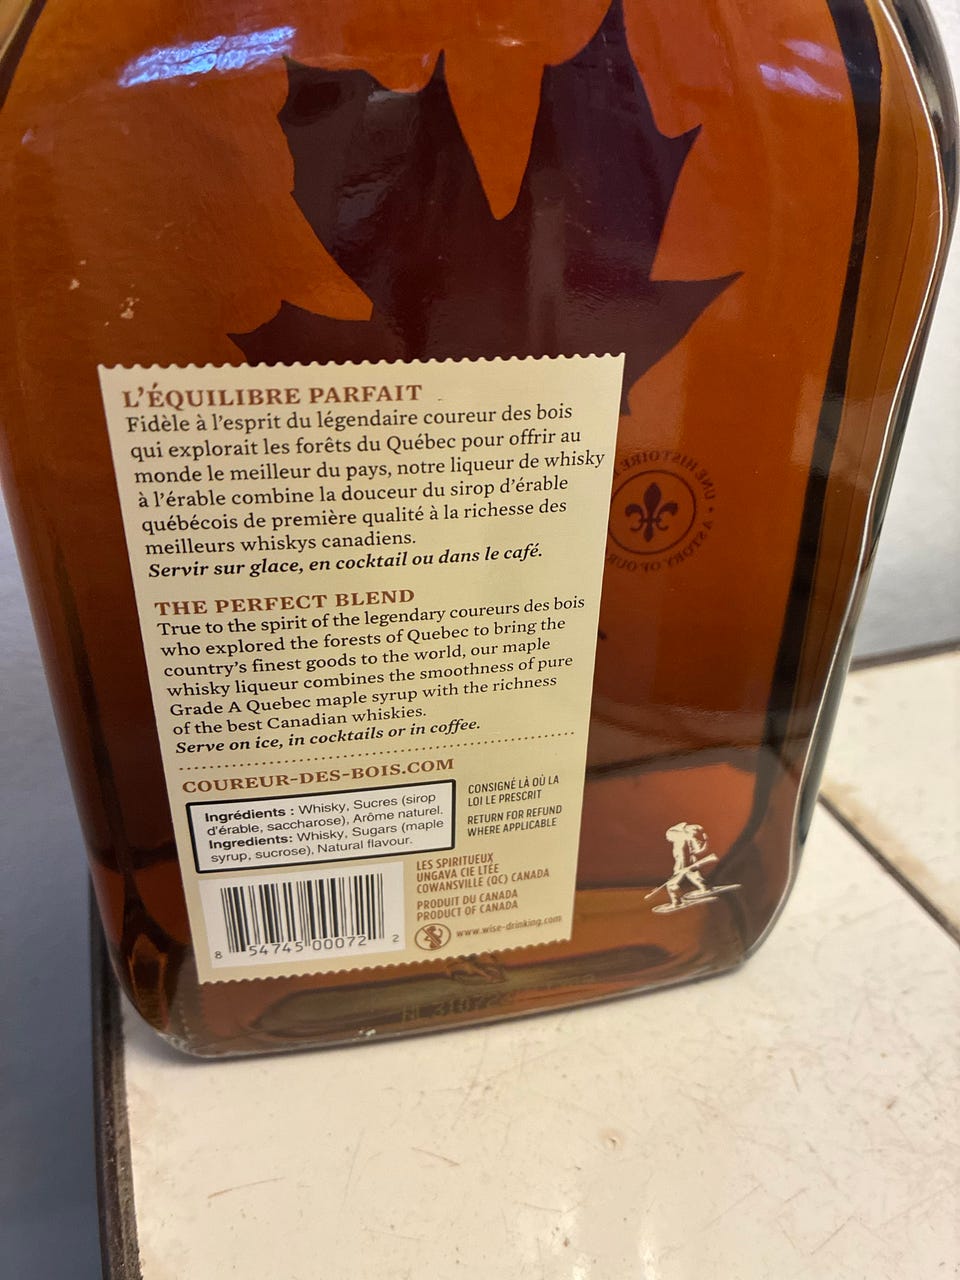 L'ÉQUILIBRE PARFAIT
Fidèle à l'esprit du légendaire coureur des bois
qui explorait les forêts du Québec pour offrir au
monde le meilleur du pays, notre liqueur de whisky
à l'érable combine la douceur du sirop d'érable
québécois de première qualité à la richesse des
meilleurs whiskys canadiens.
Servir sur glace, en cocktail ou dans le café.
THE PERFECT BLEND
True to the spirit of the legendary coureurs des bois
who explored the forests of Quebec to bring the
country's finest goods to the world, our maple
whisky liqueur combines the smoothness of pure
Grade A Quebec maple syrup with the richness
of the best Canadian whiskies.
Serve on ice, in cocktails or in coffee.
COUREUR-DES-BOIS.COM
Ingrédients : Whisky, Sucres (sirop
d'érable, saccharose), Arôme naturel.
Ingredients: Whisky, Sugars (maple
syrup, sucrose), Natural flavour.
CONSIGNÉ LÀ OÙ LA
LOI LE PRESCRIT
RETURN FOR REFUND
WHERE APPLICABLE
LES SPIRITUEUX
UNGAVA CIE LTÉE
COWANSVILLE (QC) CANADA
PRODUIT DU CANADA
PRODUCT OF CANADA
www.wise-drinking.com
8 54745 00072 2
UNE HISTOIRE
A STORY OF OUR